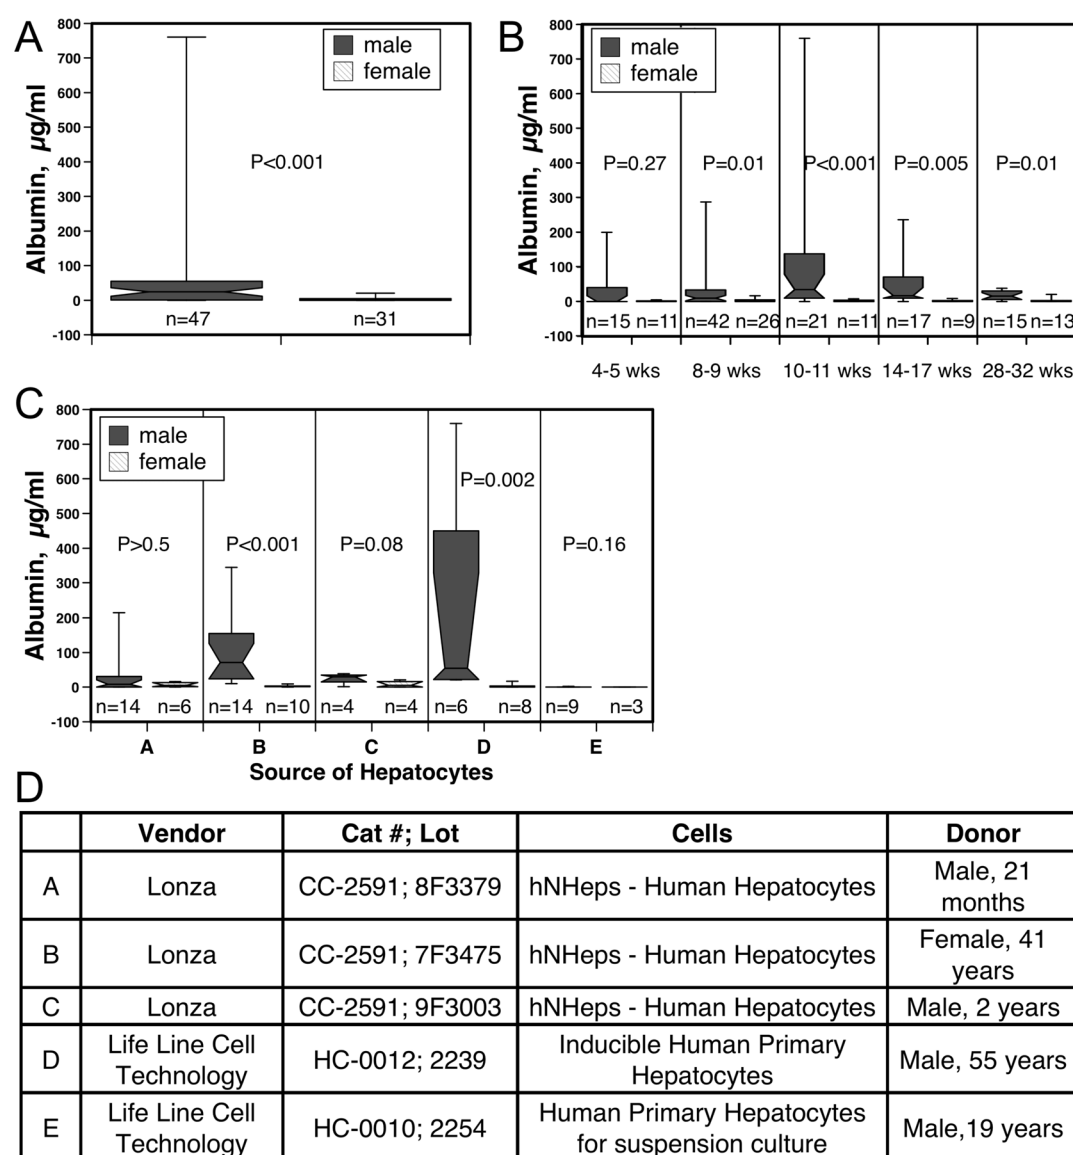 A
800
700
600
500
400
300
200
100
0
-100
Albumin, µg/ml
male
female
P<0.001
n=47
n=31
B
800
700
600
500
400
300
200
100
0
-100
Albumin, µg/ml
male
female
P=0.27
P=0.01
P<0.001
P=0.005
P=0.01
n=15 n=11 n=42 n=26 n=21 n=11 n=17 n=9 n=15 n=13
4-5 wks 8-9 wks 10-11 wks 14-17 wks 28-32 wks
C
800
700
600
500
400
300
200
100
0
-100
Albumin, µg/ml
male
female
P>0.5
P<0.001
P=0.08
P=0.002
P=0.16
n=14 n=6 n=14 n=10 n=4 n=4 n=6 n=8 n=9 n=3
A B C D E
Source of Hepatocytes
D
Vendor Cat #; Lot Cells Donor
A Lonza CC-2591; 8F3379 hNHeps - Human Hepatocytes Male, 21
months
B Lonza CC-2591; 7F3475 hNHeps - Human Hepatocytes Female, 41
years
C Lonza CC-2591; 9F3003 hNHeps - Human Hepatocytes Male, 2 years
D Life Line Cell
Technology HC-0012; 2239 Inducible Human Primary
Hepatocytes Male, 55 years
E Life Line Cell
Technology HC-0010; 2254 Human Primary Hepatocytes
for suspension culture Male,19 years